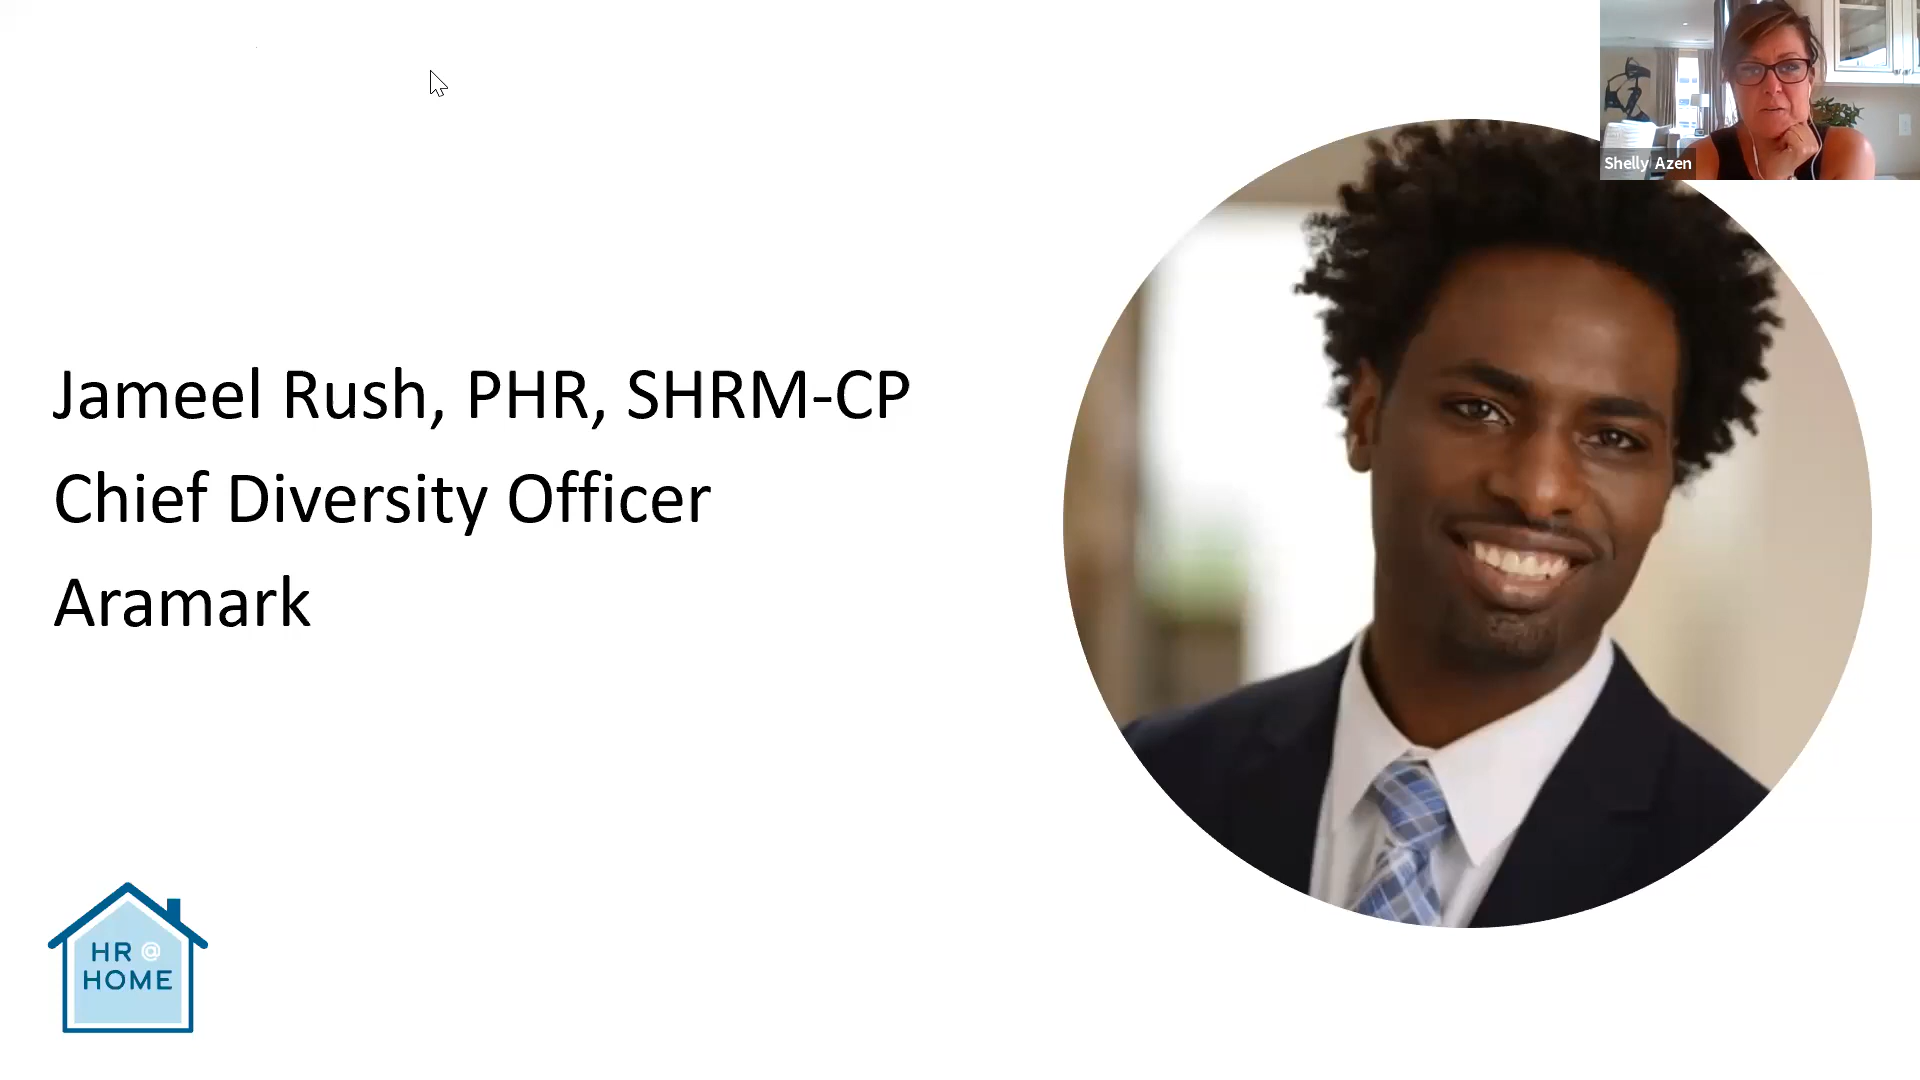 Shelly Azen
Jameel Rush, PHR, SHRM-CP
Chief Diversity Officer
Aramark
HR @
HOME